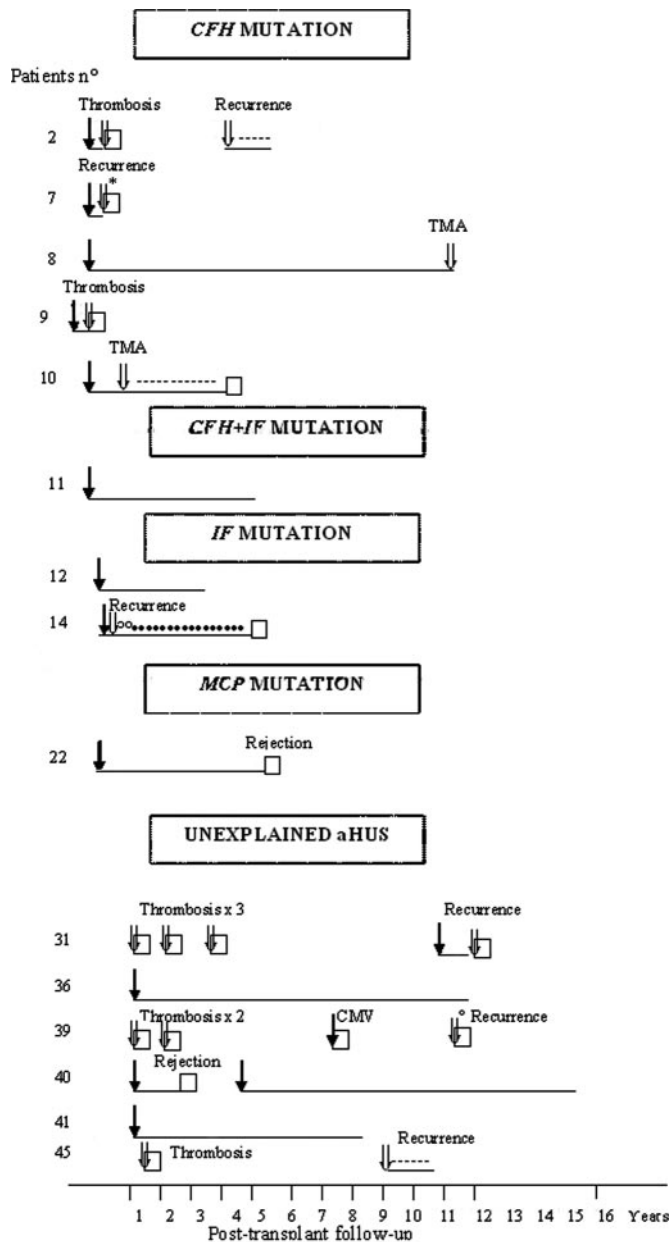 CFH MUTATION
Patients nº
Thrombosis Recurrence
2
Recurrence
*
7
TMA
8
Thrombosis
9
TMA
10
CFH+IF MUTATION
11
IF MUTATION
12
Recurrence
14
MCP MUTATION
Rejection
22
UNEXPLAINED aHUS
Thrombosis x 3 Recurrence
31
36
Thrombosis x 2 CMV º Recurrence
39
Rejection
40
41
Recurrence
45 Thrombosis
1 2 3 4 5 6 7 8 9 10 11 12 13 14 15 16 Years
Post-transplant follow-up